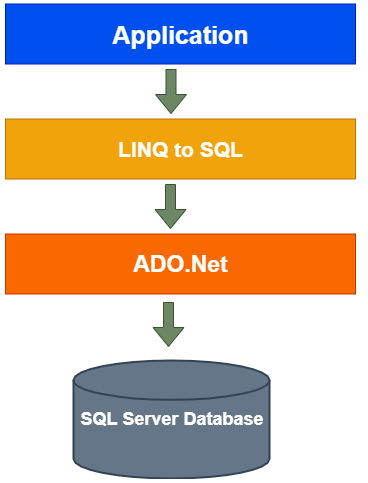 Application
LINQ to SQL
ADO.Net
SQL Server Database